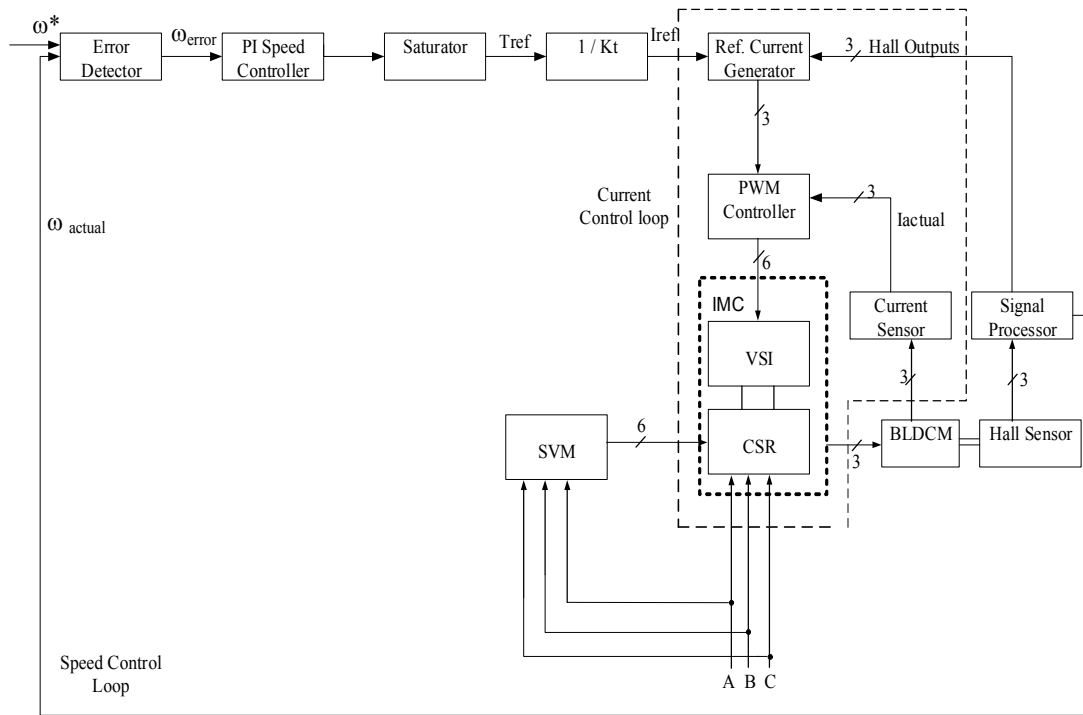 ω*
Error
Detector
ωerror
PI Speed
Controller
Saturator
Tref
1 / Kt
Iref
Ref. Current
Generator
3
Hall Outputs
3
PWM
Controller
3
Current
Control loop
Iactual
ω actual
6
IMC
VSI
Current
Sensor
Signal
Processor
3
3
SVM
6
CSR
3
BLDCM
Hall Sensor
Speed Control
Loop
A
B
C